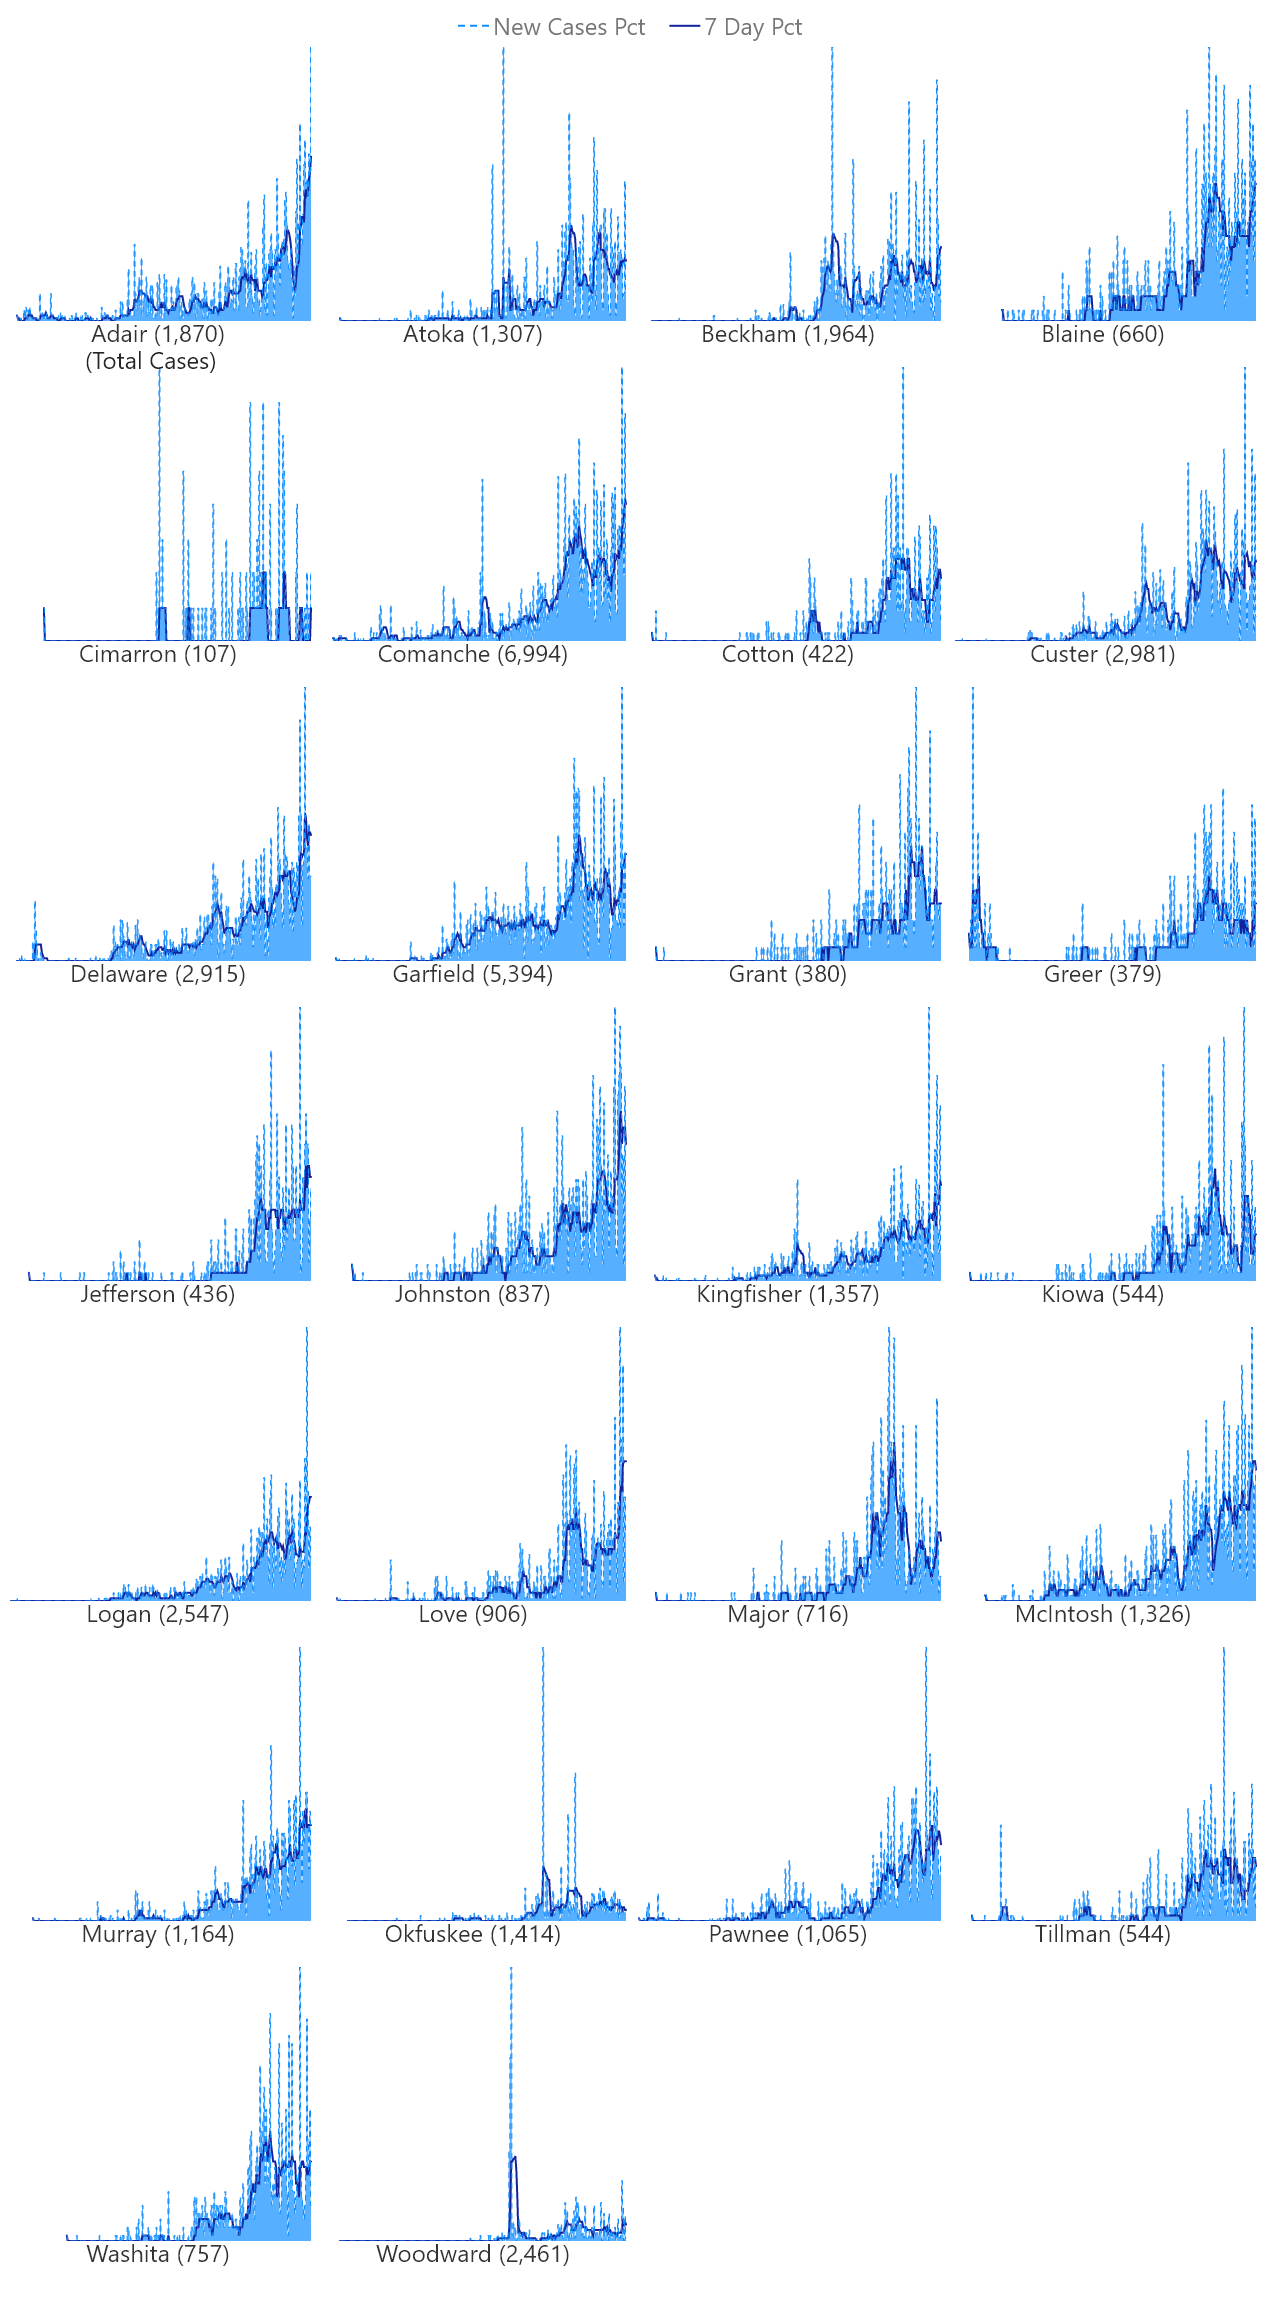 New Cases Pct 7 Day Pct
Adair (1,870) Atoka (1,307) Beckham (1,964) Blaine (660)
(Total Cases)
Cimarron (107) Comanche (6,994) Cotton (422) Custer (2,981)
Delaware (2,915) Garfield (5,394) Grant (380) Greer (379)
Jefferson (436) Johnston (837) Kingfisher (1,357) Kiowa (544)
Logan (2,547) Love (906) Major (716) McIntosh (1,326)
Murray (1,164) Okfuskee (1,414) Pawnee (1,065) Tillman (544)
Washita (757) Woodward (2,461)